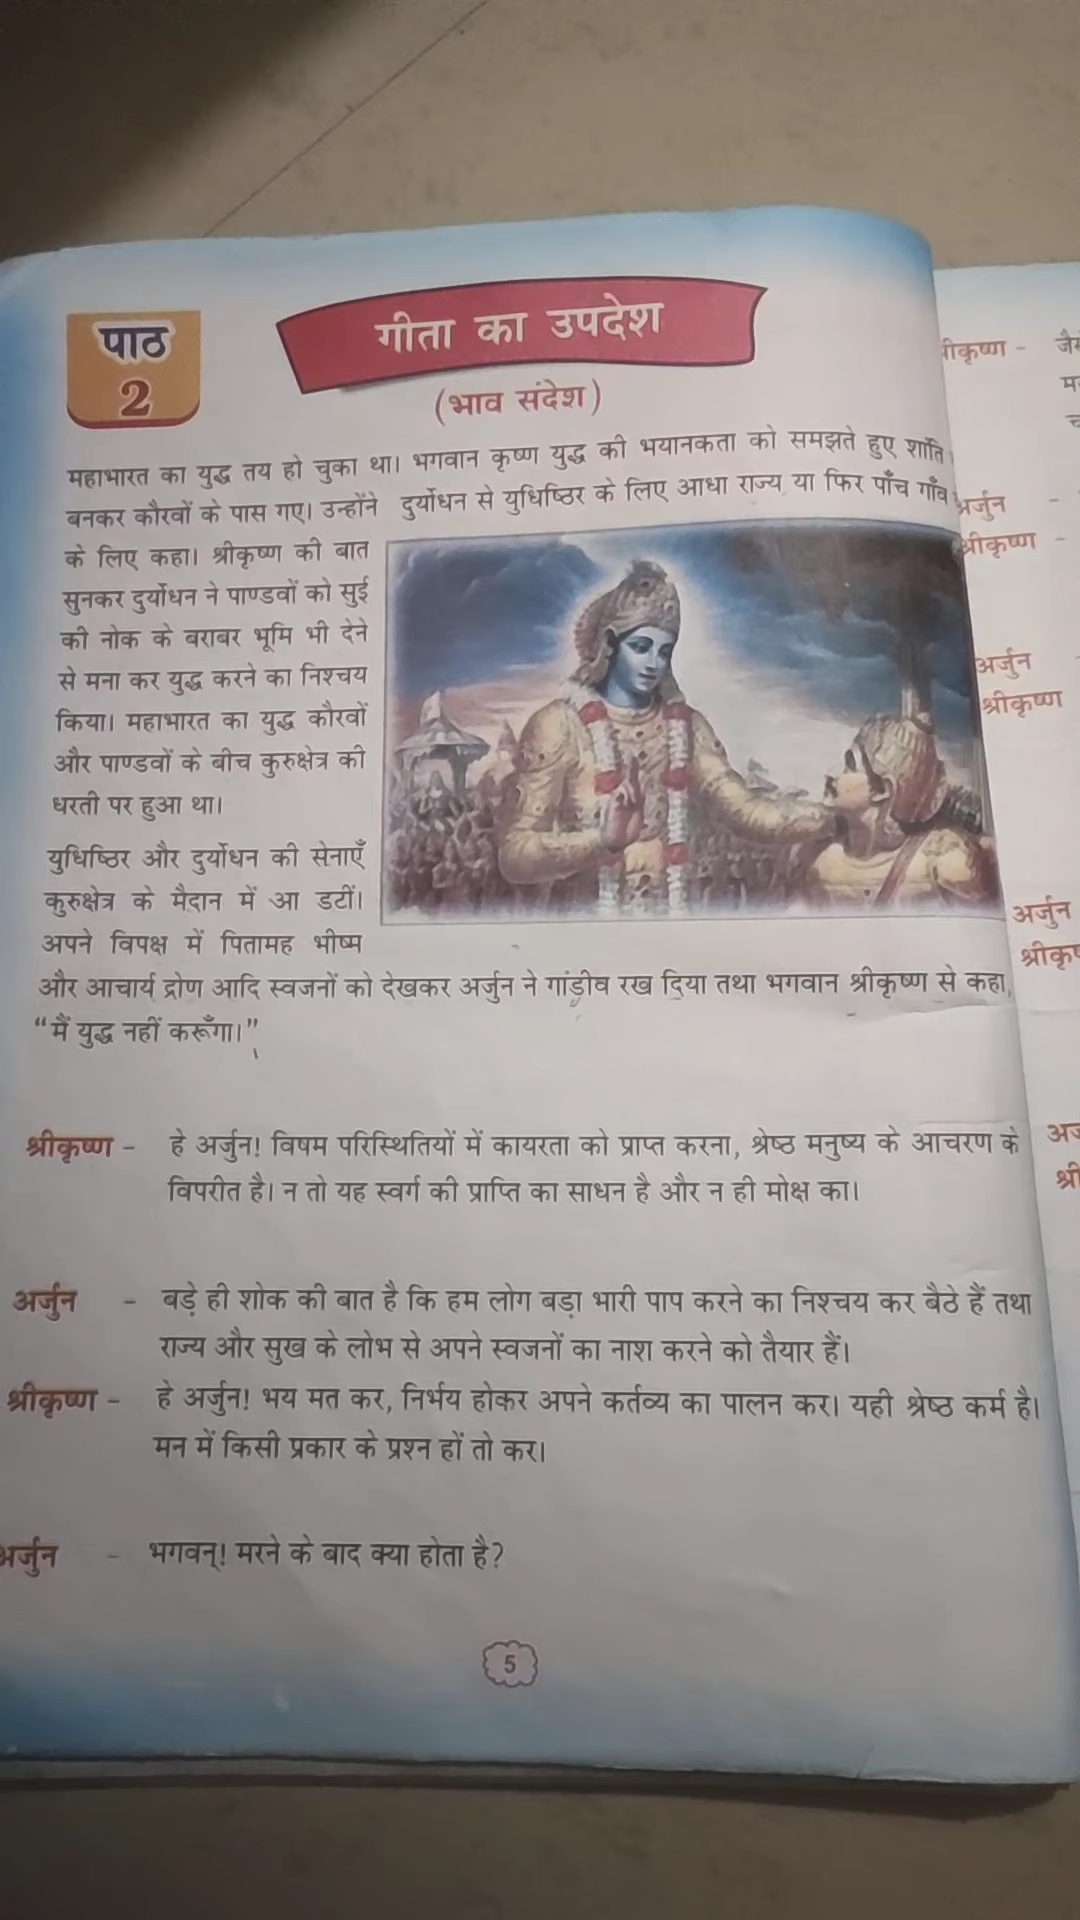 पाठ
2
गीता का उपदेश
(भाव संदेश)
महाभारत का युद्ध तय हो चुका था। भगवान कृष्ण युद्ध की भयानकता को समझते हुए शांति
बनकर कौरवों के पास गए। उन्होंने दुर्योधन से युधिष्ठिर के लिए आधा राज्य या फिर पाँच गाँव
के लिए कहा। श्रीकृष्ण की बात
सुनकर दुर्योधन ने पाण्डवों को सुई
की नोक के बराबर भूमि भी देने
से मना कर युद्ध करने का निश्चय
किया। महाभारत का युद्ध कौरवों
और पाण्डवों के बीच कुरुक्षेत्र की
धरती पर हुआ था।
युधिष्ठिर और दुर्योधन की सेनाएँ
कुरुक्षेत्र के मैदान में आ डटीं।
अपने विपक्ष में पितामह भीष्म
और आचार्य द्रोण आदि स्वजनों को देखकर अर्जुन ने गांडीव रख दिया तथा भगवान श्रीकृष्ण से कहा,
“मैं युद्ध नहीं करूँगा।”
श्रीकृष्ण - हे अर्जुन! विषम परिस्थितियों में कायरता को प्राप्त करना, श्रेष्ठ मनुष्य के आचरण के
विपरीत है। न तो यह स्वर्ग की प्राप्ति का साधन है और न ही मोक्ष का।
अर्जुन - बड़े ही शोक की बात है कि हम लोग बड़ा भारी पाप करने का निश्चय कर बैठे हैं तथा
राज्य और सुख के लोभ से अपने स्वजनों का नाश करने को तैयार हैं।
श्रीकृष्ण - हे अर्जुन! भय मत कर, निर्भय होकर अपने कर्तव्य का पालन कर। यही श्रेष्ठ कर्म है।
मन में किसी प्रकार के प्रश्न हों तो कर।
अर्जुन - भगवन्! मरने के बाद क्या होता है?
5
अर्जुन -
श्रीकृष्ण -
अर्जुन
श्रीकृष्ण
अर्जुन